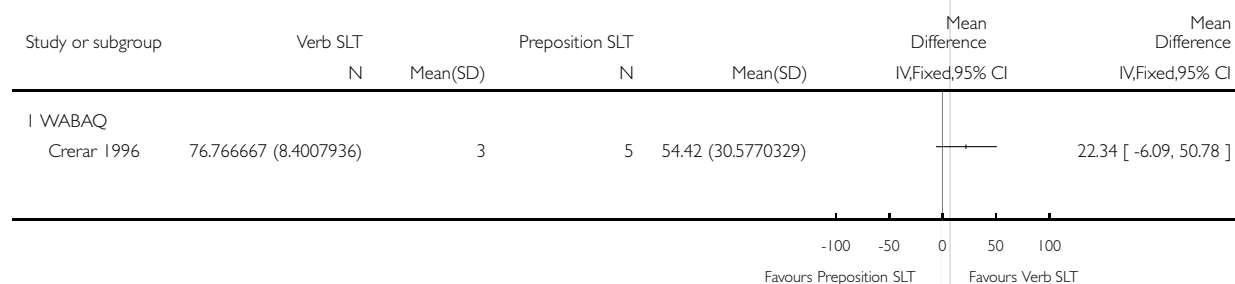 Mean Mean
Study or subgroup Verb SLT Preposition SLT Difference Difference
N Mean(SD) N Mean(SD) IV,Fixed,95% CI IV,Fixed,95% CI
1 WABAQ
Crerar 1996 76.766667 (8.4007936) 3 5 54.42 (30.5770329) 22.34 [ -6.09, 50.78 ]
-100 -50 0 50 100
Favours Preposition SLT Favours Verb SLT